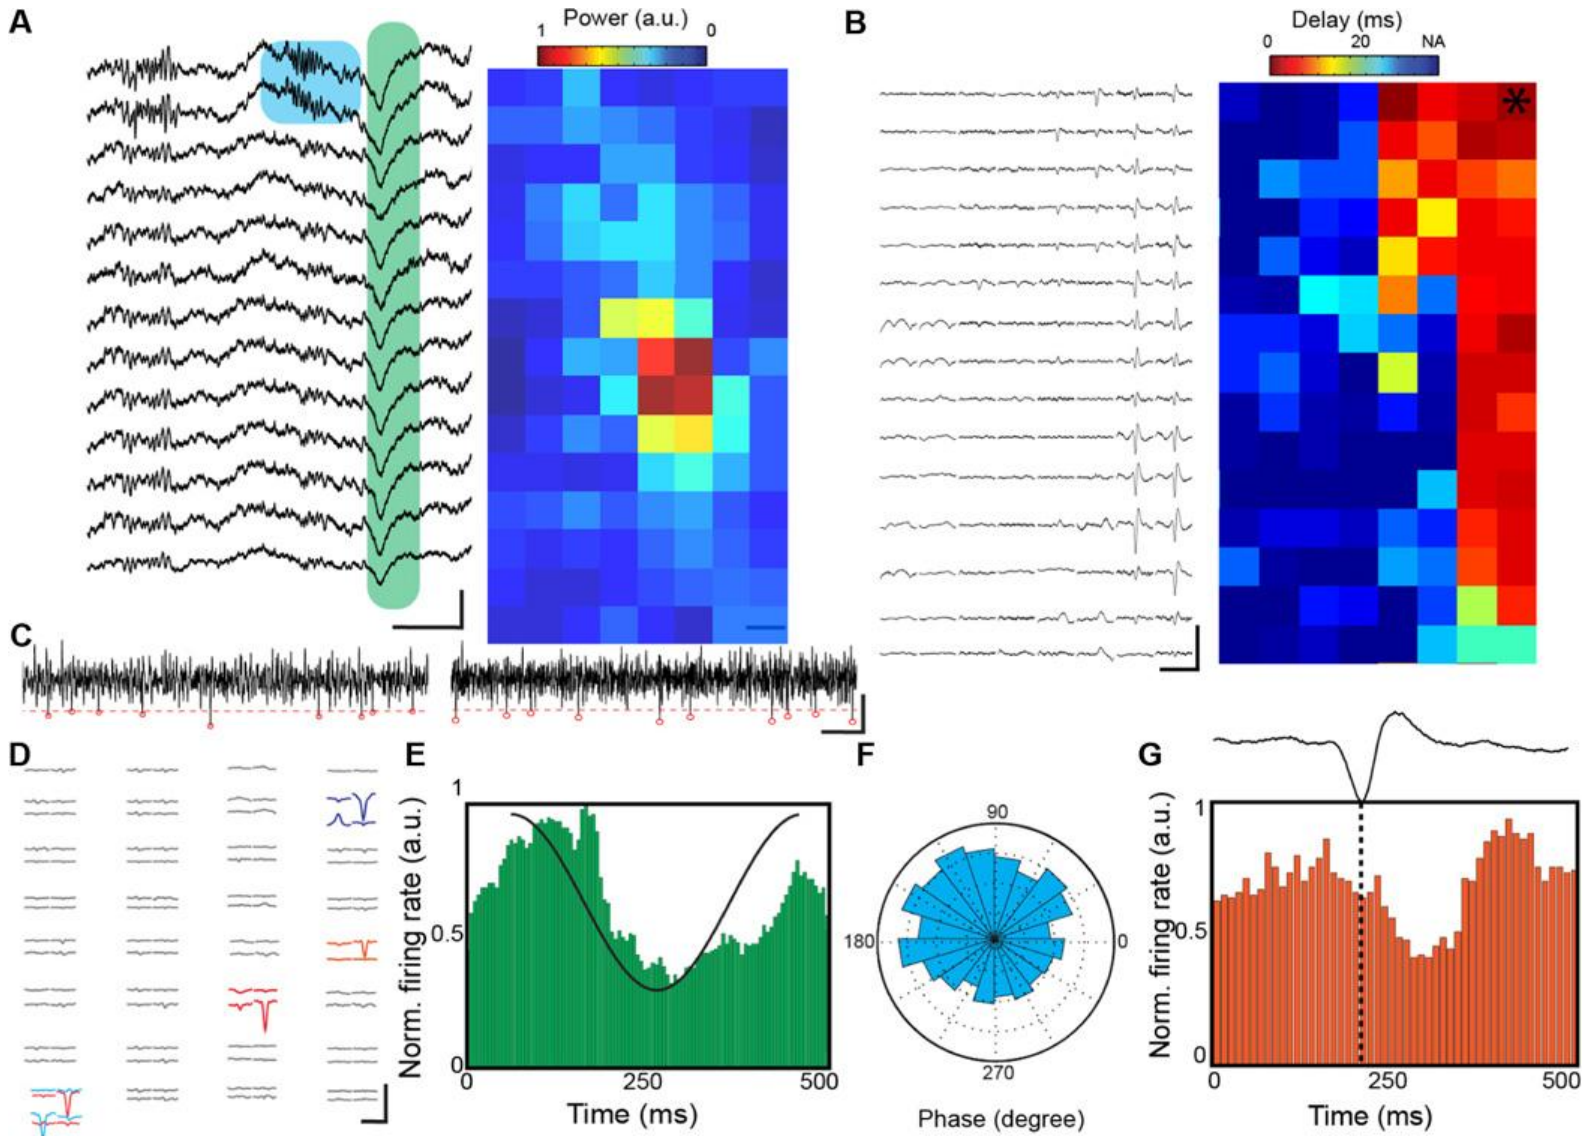 A
Power (a.u.)
1
0
B
Delay (ms)
0
20
NA
*
C
D
E
Norm. firing rate (a.u.)
1
0.5
0
0
250
500
Time (ms)
F
90
180
0
270
Phase (degree)
G
Norm. firing rate (a.u.)
1
0.5
0
0
250
500
Time (ms)